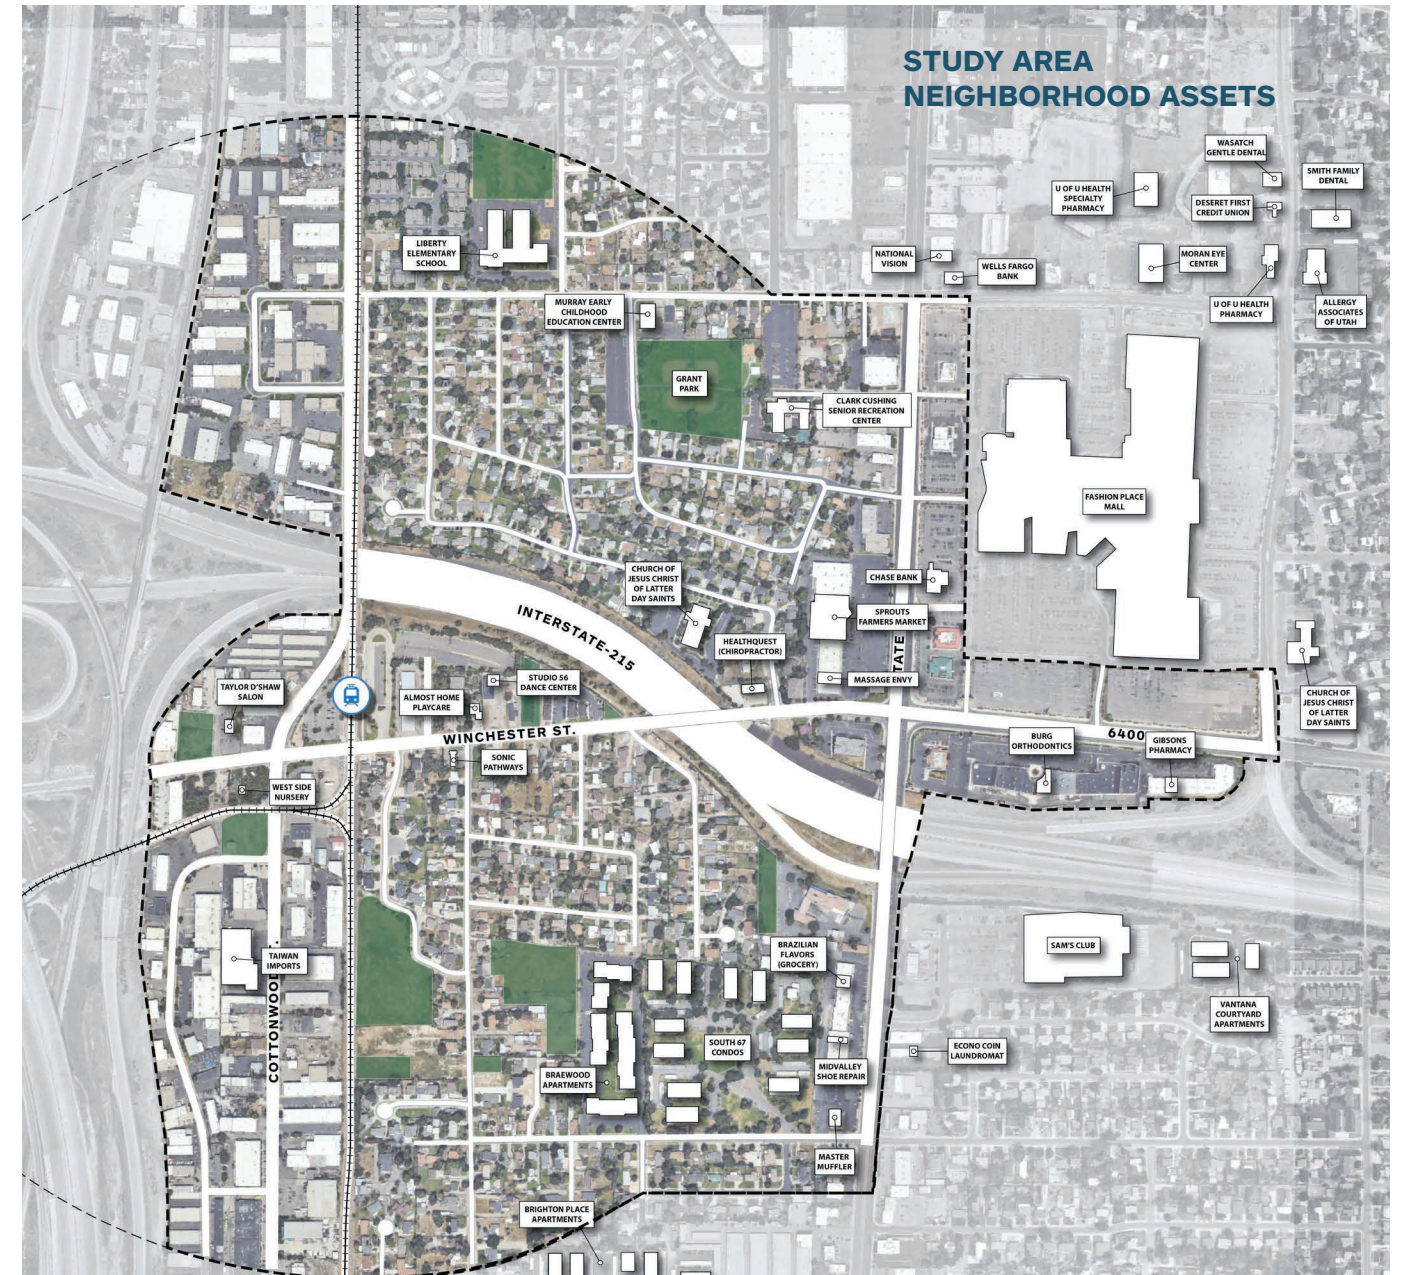 STUDY AREA
NEIGHBORHOOD ASSETS
WASATCH
GENTLE DENTAL
SMITH FAMILY
DENTAL
U OF U HEALTH
SPECIALTY
PHARMACY
DESERET FIRST
CREDIT UNION
LIBERTY
ELEMENTARY
SCHOOL
NATIONAL
VISION
WELLS FARGO
BANK
MORAN EYE
CENTER
U OF U HEALTH
PHARMACY
ALLERGY
ASSOCIATES
OF UTAH
MURRAY EARLY
CHILDHOOD
EDUCATION CENTER
GRANT
PARK
CLARK CUSHING
SENIOR RECREATION
CENTER
FASHION PLACE
MALL
CHURCH OF
JESUS CHRIST
OF LATTER
DAY SAINTS
CHASE BANK
SPROUTS
FARMERS MARKET
INTERSTATE-215
TATE
HEALTHQUEST
(CHIROPRACTOR)
STUDIO 56
DANCE CENTER
MASSAGE ENVY
TAYLOR D'SHAW
SALON
ALMOST HOME
PLAYCARE
CHURCH OF
JESUS CHRIST
OF LATTER
DAY SAINTS
WINCHESTER ST.
6400
BURG
ORTHODONTICS
GIBSONS
PHARMACY
SONIC
PATHWAYS
WEST SIDE
NURSERY
TAIWAN
IMPORTS
COTTONWOOD
BRAZILIAN
FLAVORS
(GROCERY)
SAM'S CLUB
VANTANA
COURTYARD
APARTMENTS
SOUTH 67
CONDOS
ECONO COIN
LAUNDROMAT
BRAEWOOD
APARTMENTS
MIDVALLEY
SHOE REPAIR
MASTER
MUFFLER
BRIGHTON PLACE
APARTMENTS